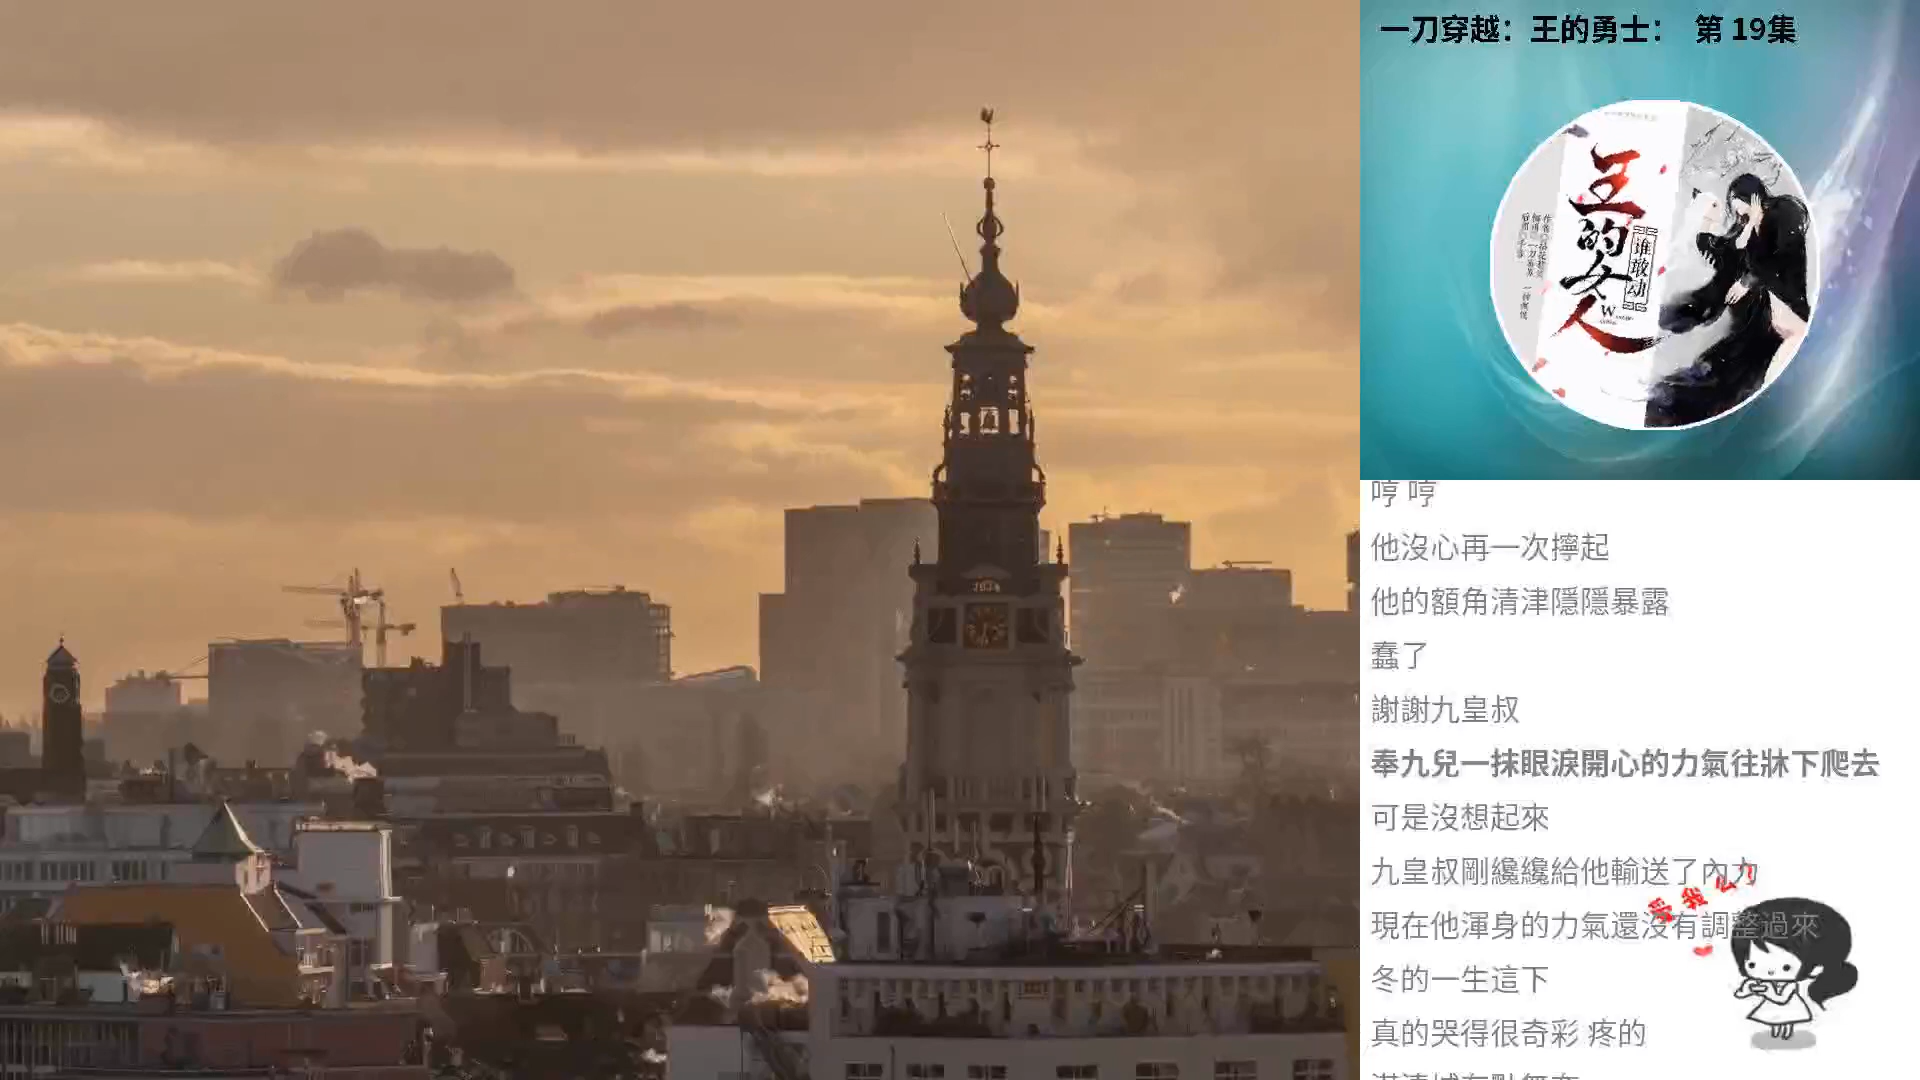 一刀穿越：王的勇士： 第 19集
王的女人
谁敢动
哼 哼
他沒心再一次擰起
他的額角清津隱隱暴露
蠢了
謝謝九皇叔
奉九兒一抹眼淚開心的力氣往牀下爬去
可是沒想起來
九皇叔剛纔纔給他輸送了內力
現在他渾身的力氣還沒有調整過來
冬的一生這下
真的哭得很奇彩 疼的